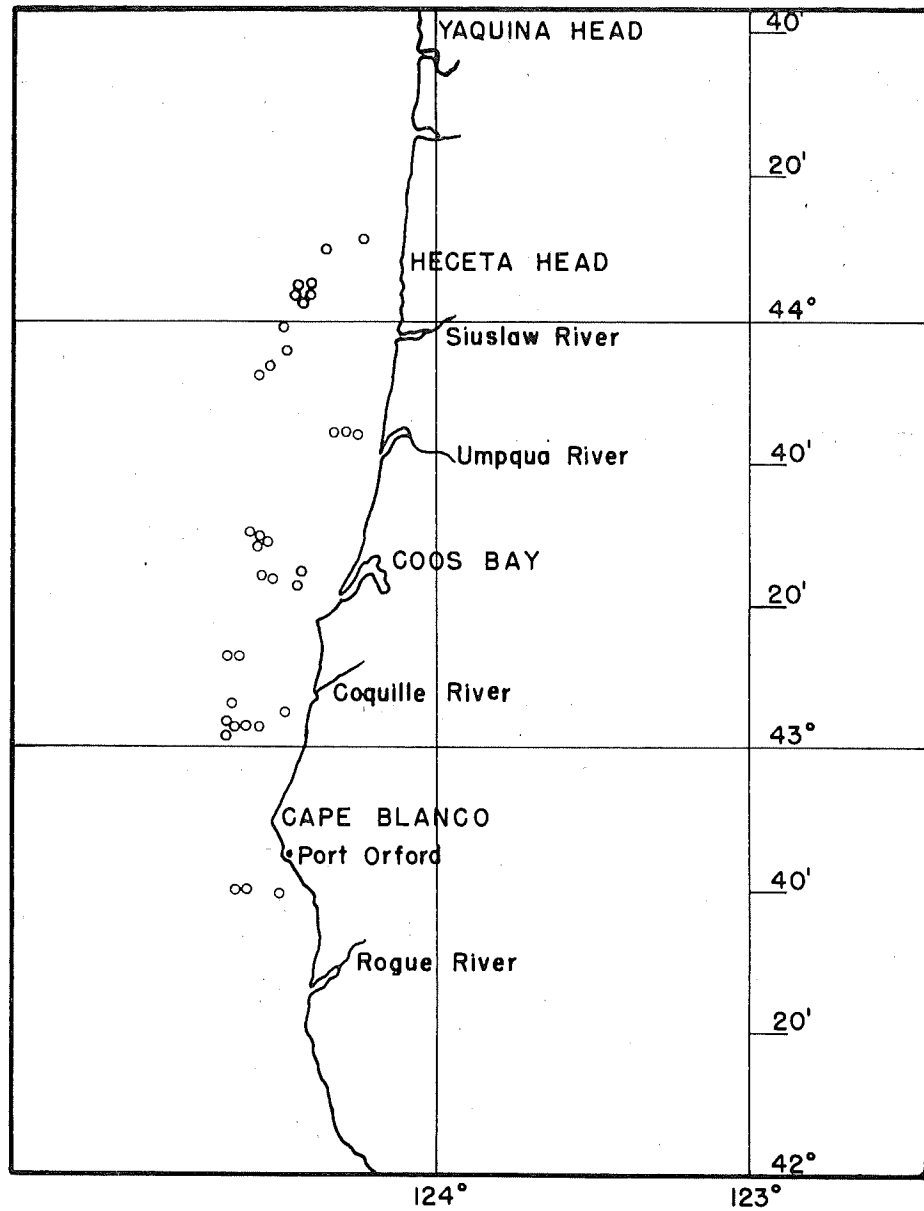 YAQUINA HEAD
40'
20'
HECETA HEAD
44°
Siuslaw River
Umpqua River
40'
COOS BAY
20'
Coquille River
43°
CAPE BLANCO
Port Orford
40'
Rogue River
20'
42°
124°
123°